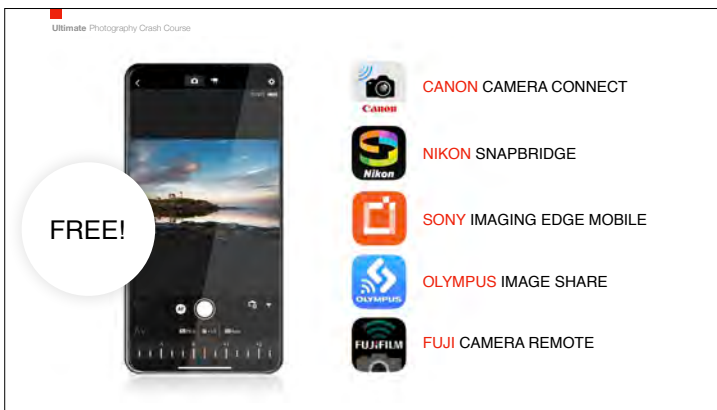 Ultimate Photography Crash Course
FREE!
Canon
CANON CAMERA CONNECT
Nikon
NIKON SNAPBRIDGE
SONY IMAGING EDGE MOBILE
OLYMPUS
OLYMPUS IMAGE SHARE
FUJIFILM
FUJI CAMERA REMOTE
AF